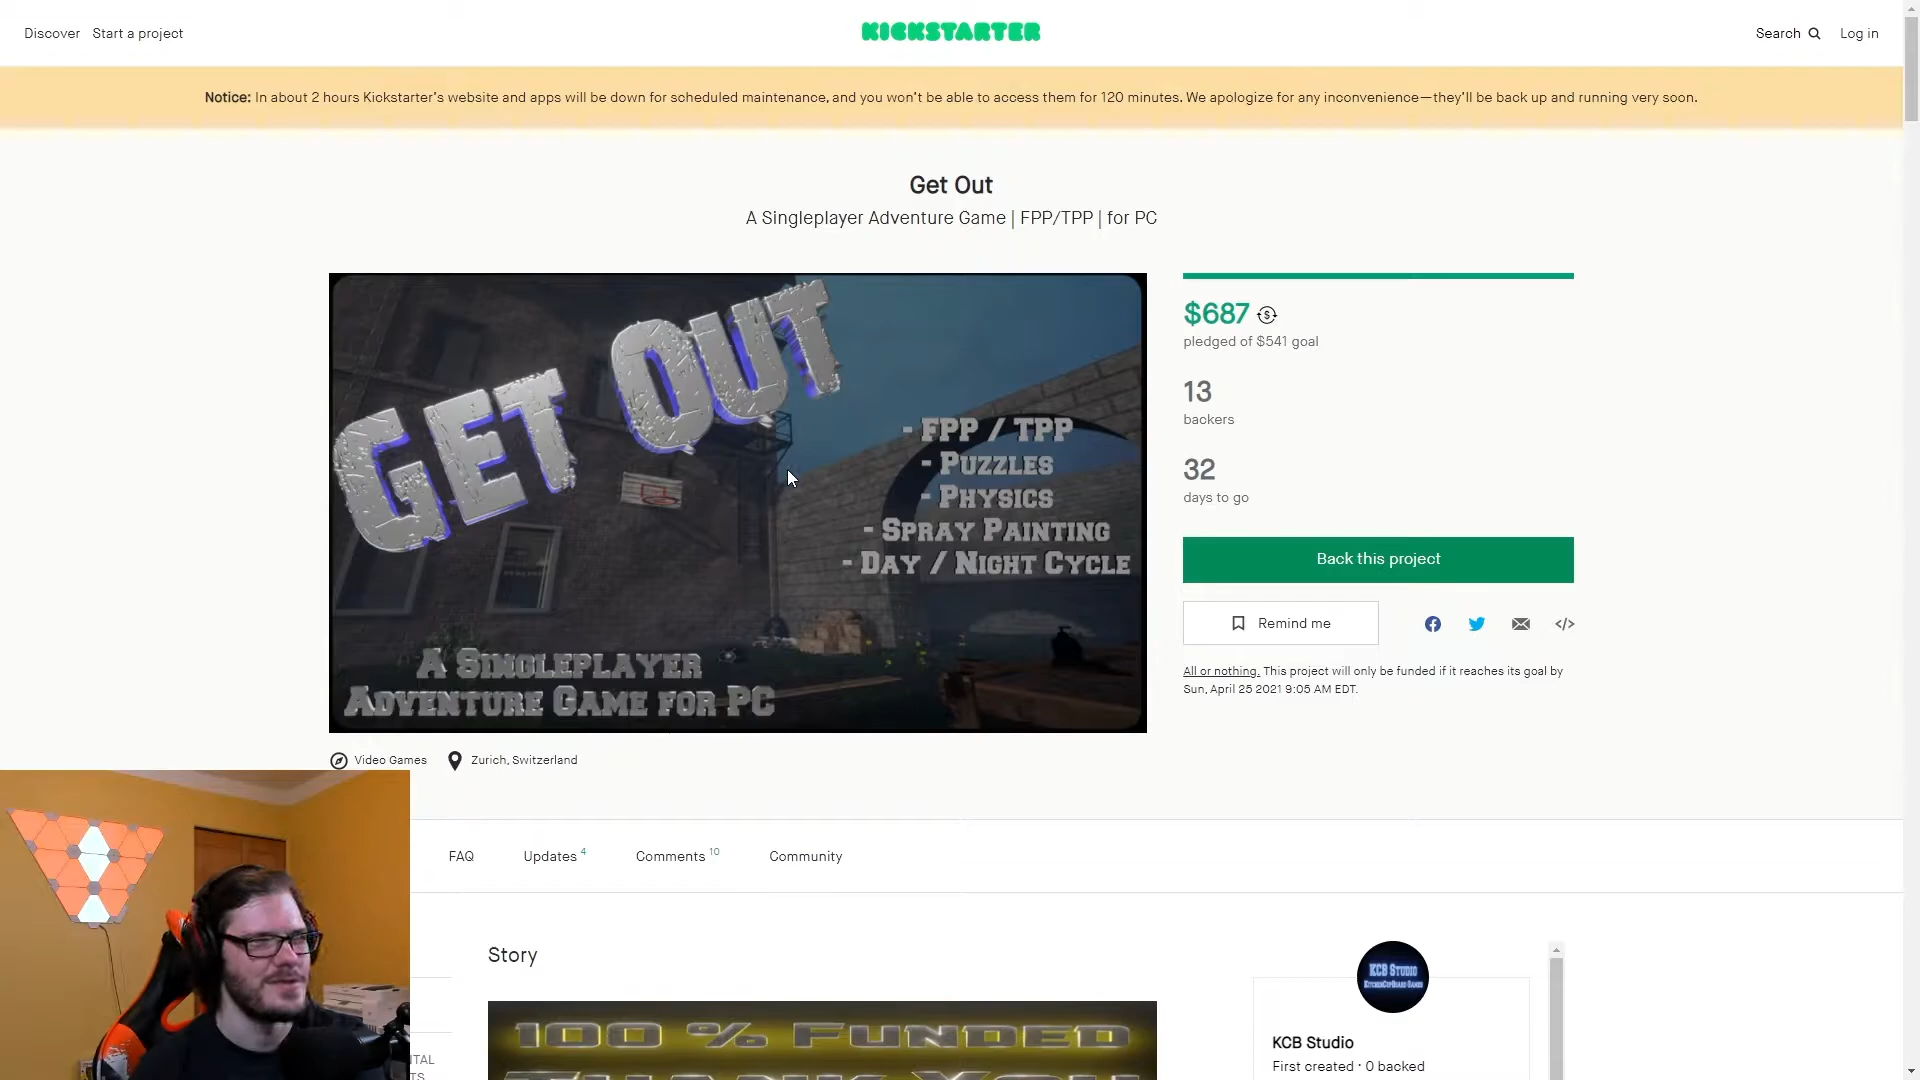 Discover Start a project
KICKSTARTER
Search Log in
Notice: In about 2 hours Kickstarter's website and apps will be down for scheduled maintenance, and you won't be able to access them for 120 minutes. We apologize for any inconvenience—they'll be back up and running very soon.
Get Out
A Singleplayer Adventure Game | FPP/TPP | for PC
GET OUT
- FPP / TPP
- PUZZLES
- PHYSICS
- SPRAY PAINTING
- DAY / NIGHT CYCLE
A SINGLEPLAYER
ADVENTURE GAME FOR PC
$687
pledged of $541 goal
13
backers
32
days to go
Back this project
Remind me
All or nothing. This project will only be funded if it reaches its goal by
Sun, April 25 2021 9:05 AM EDT.
Video Games Zurich, Switzerland
FAQ Updates 4 Comments 10 Community
Story
100 % FUNDED
THANK YOU
KCB STUDIO
KITCHENCUPBOARD GAMES
KCB Studio
First created · 0 backed